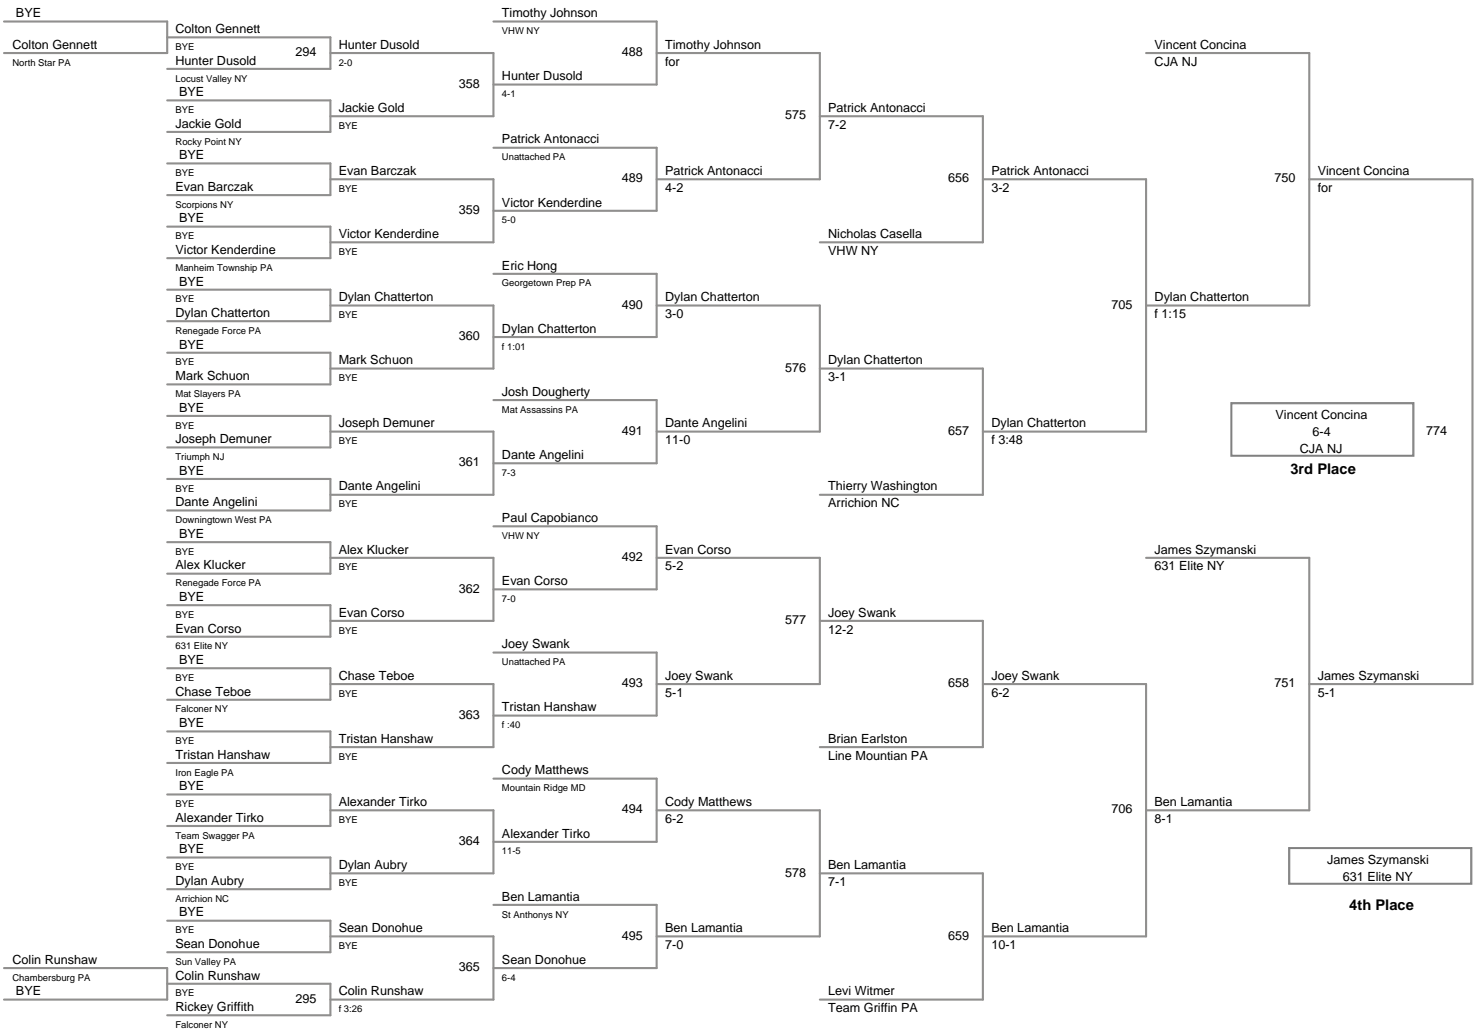 BYE
Colton Gennett
North Star PA
Colin Runshaw
Chambersburg PA
BYE
Colton Gennett
BYE
294
Hunter Dusold
Locust Valley NY
BYE
BYE
Jackie Gold
Rocky Point NY
BYE
BYE
Evan Barczak
Scorpions NY
BYE
BYE
Victor Kenderdine
Manheim Township PA
BYE
BYE
Dylan Chatterton
Renegade Force PA
BYE
BYE
Mark Schuon
Mat Slayers PA
BYE
BYE
Joseph Demuner
Triumph NJ
BYE
BYE
Dante Angelini
Downingtown West PA
BYE
BYE
Alex Klucker
Renegade Force PA
BYE
BYE
Evan Corso
631 Elite NY
BYE
BYE
Chase Teboe
Falconer NY
BYE
BYE
Tristan Hanshaw
Iron Eagle PA
BYE
BYE
Alexander Tirko
Team Swagger PA
BYE
BYE
Dylan Aubry
Arrichion NC
BYE
BYE
Sean Donohue
Sun Valley PA
Colin Runshaw
BYE
295
Rickey Griffith
Falconer NY
Hunter Dusold
2-0
358
Jackie Gold
BYE
Evan Barczak
BYE
359
Victor Kenderdine
BYE
Dylan Chatterton
BYE
360
Mark Schuon
BYE
Joseph Demuner
BYE
361
Dante Angelini
BYE
Alex Klucker
BYE
362
Evan Corso
BYE
Chase Teboe
BYE
363
Tristan Hanshaw
BYE
Alexander Tirko
BYE
364
Dylan Aubry
BYE
Sean Donohue
BYE
365
Colin Runshaw
f 3:26
Timothy Johnson
VHW NY
488
Hunter Dusold
4-1
Patrick Antonacci
Unattached PA
489
Victor Kenderdine
5-0
Eric Hong
Georgetown Prep PA
490
Dylan Chatterton
f 1:01
Josh Dougherty
Mat Assassins PA
491
Dante Angelini
7-3
Paul Capobianco
VHW NY
492
Evan Corso
7-0
Joey Swank
Unattached PA
493
Tristan Hanshaw
f :40
Cody Matthews
Mountain Ridge MD
494
Alexander Tirko
11-5
Ben Lamantia
St Anthonys NY
495
Sean Donohue
6-4
Timothy Johnson
for
575
Patrick Antonacci
4-2
Dylan Chatterton
3-0
576
Dante Angelini
11-0
Evan Corso
5-2
577
Joey Swank
5-1
Cody Matthews
6-2
578
Ben Lamantia
7-0
Patrick Antonacci
7-2
656
Nicholas Casella
VHW NY
Dylan Chatterton
3-1
657
Thierry Washington
Arrichion NC
Joey Swank
12-2
658
Brian Earlston
Line Mountian PA
Ben Lamantia
7-1
659
Levi Witmer
Team Griffin PA
Patrick Antonacci
3-2
705
Dylan Chatterton
f 3:48
Joey Swank
6-2
706
Ben Lamantia
10-1
Vincent Concina
CJA NJ
750
Dylan Chatterton
f 1:15
James Szymanski
631 Elite NY
751
Ben Lamantia
8-1
Vincent Concina
for
774
James Szymanski
5-1
Vincent Concina
6-4
CJA NJ
3rd Place
James Szymanski
631 Elite NY
4th Place